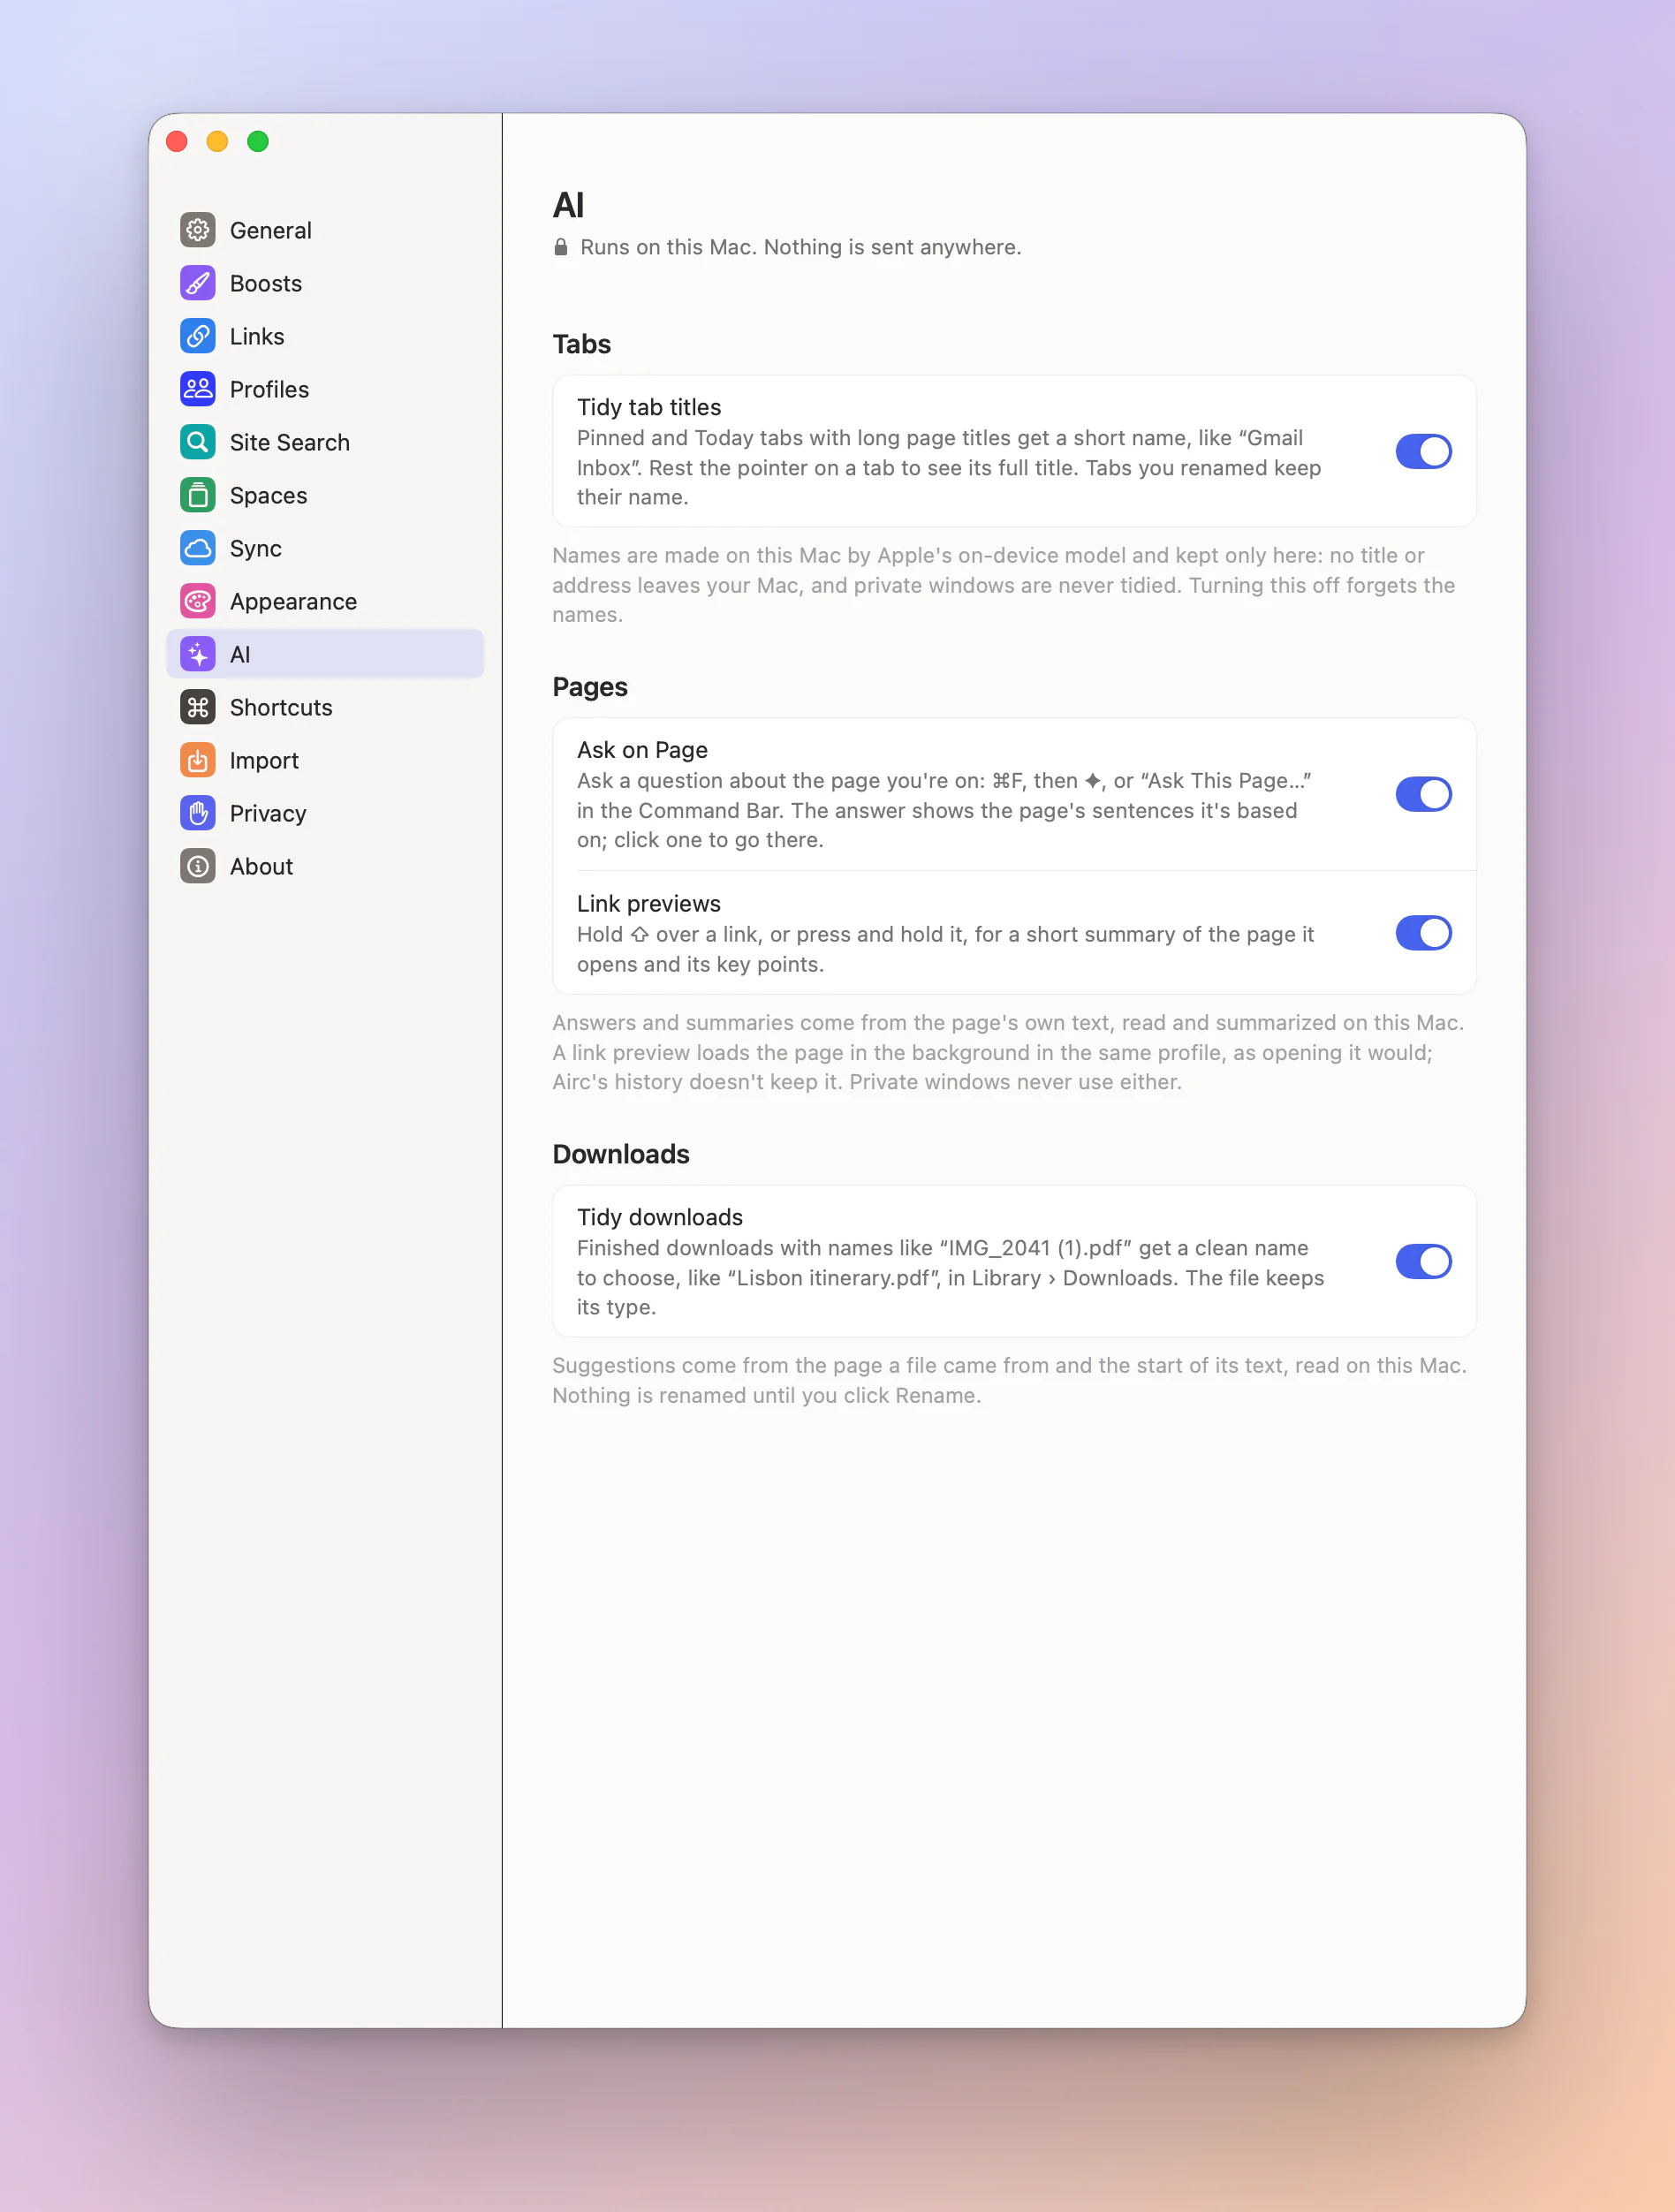 General
Boosts
Links
Profiles
Site Search
Spaces
Sync
Appearance
AI
Shortcuts
Import
Privacy
About
AI
Runs on this Mac. Nothing is sent anywhere.
Tabs
Tidy tab titles
Pinned and Today tabs with long page titles get a short name, like “Gmail
Inbox”. Rest the pointer on a tab to see its full title. Tabs you renamed keep
their name.
Names are made on this Mac by Apple's on-device model and kept only here: no title or
address leaves your Mac, and private windows are never tidied. Turning this off forgets the
names.
Pages
Ask on Page
Ask a question about the page you're on: ⌘F, then ✦, or “Ask This Page…”
in the Command Bar. The answer shows the page's sentences it's based
on; click one to go there.
Link previews
Hold ⇧ over a link, or press and hold it, for a short summary of the page it
opens and its key points.
Answers and summaries come from the page's own text, read and summarized on this Mac.
A link preview loads the page in the background in the same profile, as opening it would;
Airc's history doesn't keep it. Private windows never use either.
Downloads
Tidy downloads
Finished downloads with names like “IMG_2041 (1).pdf” get a clean name
to choose, like “Lisbon itinerary.pdf”, in Library › Downloads. The file keeps
its type.
Suggestions come from the page a file came from and the start of its text, read on this Mac.
Nothing is renamed until you click Rename.